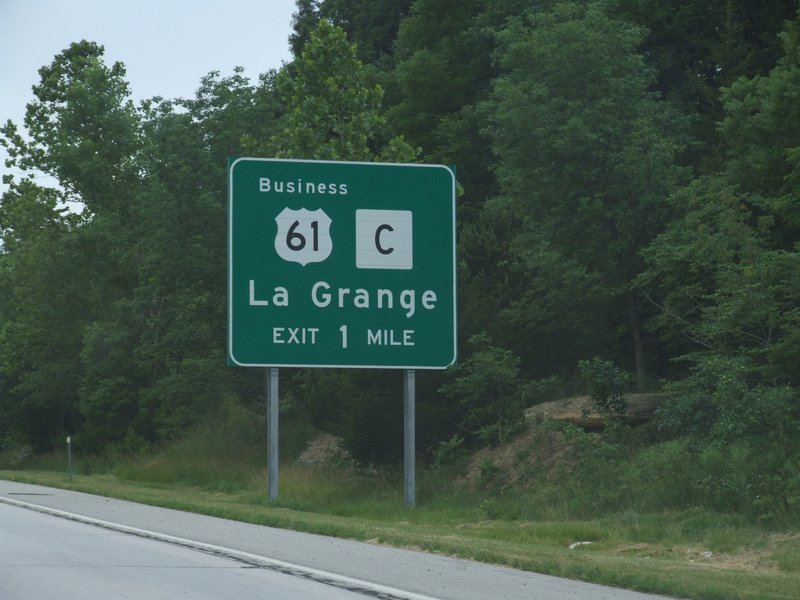 Business
61 C
La Grange
EXIT 1 MILE